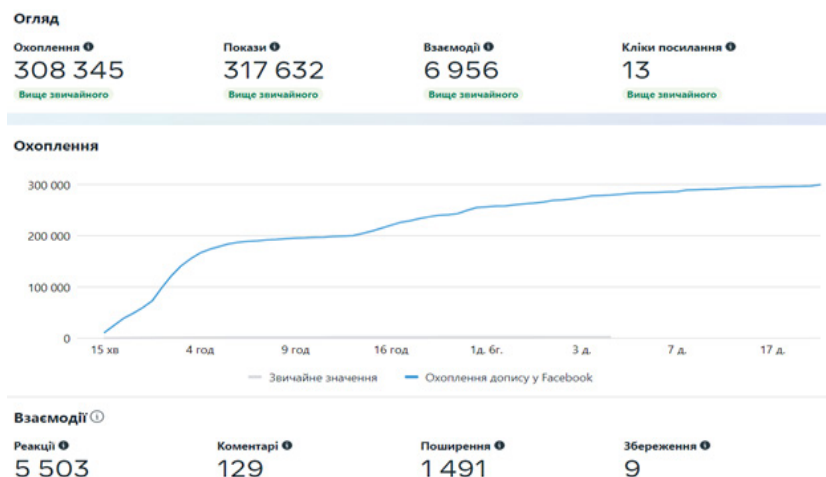 Огляд
Охоплення Покази Взаємодії Кліки посилання
308 345 317 632 6 956 13
Вище звичайного Вище звичайного Вище звичайного Вище звичайного
Охоплення
300 000
200 000
100 000
0
15 хв 4 год 9 год 16 год 1д. 6г. 3 д. 7 д. 17 д.
Звичайне значення Охоплення допису у Facebook
Взаємодії
Реакції Коментарі Поширення Збереження
5 503 129 1 491 9